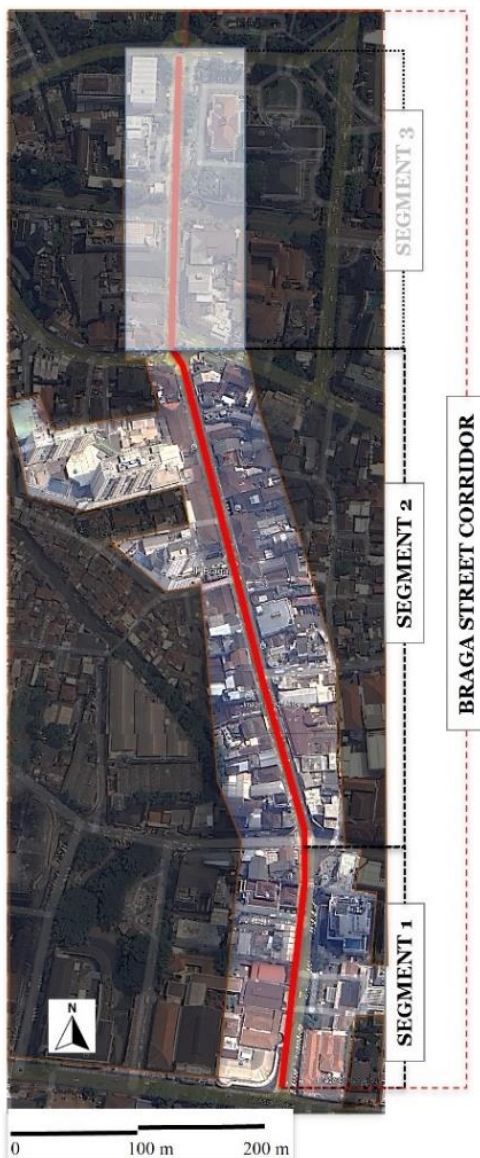 SEGMENT 3
SEGMENT 2
BRAGA STREET CORRIDOR
SEGMENT 1
N
0 100 m 200 m